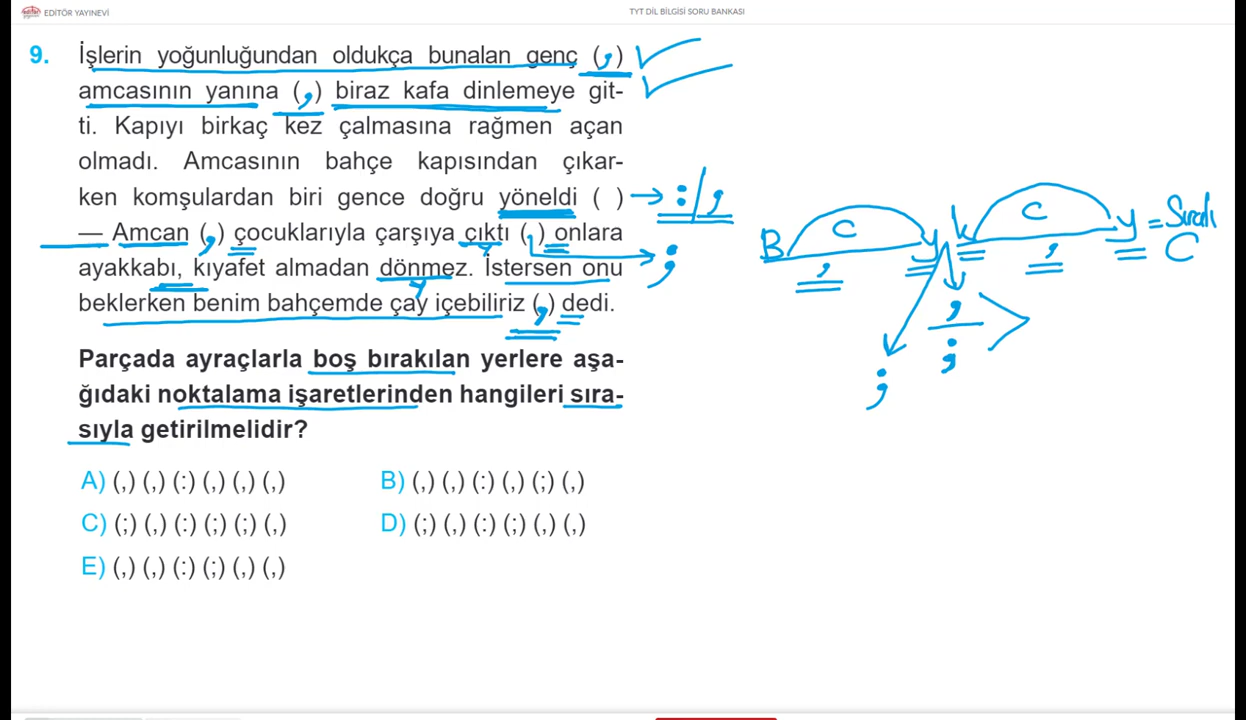 EDİTÖR YAYINEVİ
TYT DİL BİLGİSİ SORU BANKASI
9. İşlerin yoğunluğundan oldukça bunalan genç (,)
amcasının yanına (,) biraz kafa dinlemeye git-
ti. Kapıyı birkaç kez çalmasına rağmen açan
olmadı. Amcasının bahçe kapısından çıkar-
ken komşulardan biri gence doğru yöneldi ( ) → : / ,
— Amcan (,) çocuklarıyla çarşıya çıktı (,) onlara
ayakkabı, kıyafet almadan dönmez. İstersen onu ;
beklerken benim bahçemde çay içebiliriz (,) dedi.
Parçada ayraçlarla boş bırakılan yerlere aşa-
ğıdaki noktalama işaretlerinden hangileri sıra-
sıyla getirilmelidir?
A) (,) (,) (:) (,) (,) (,)
B) (,) (,) (:) (,) (;) (,)
C) (;) (,) (:) (;) (;) (,)
D) (;) (,) (:) (;) (,) (,)
E) (,) (,) (:) (;) (,) (,)
B C y k C y = Sıralı
C
, ,
,
;
;